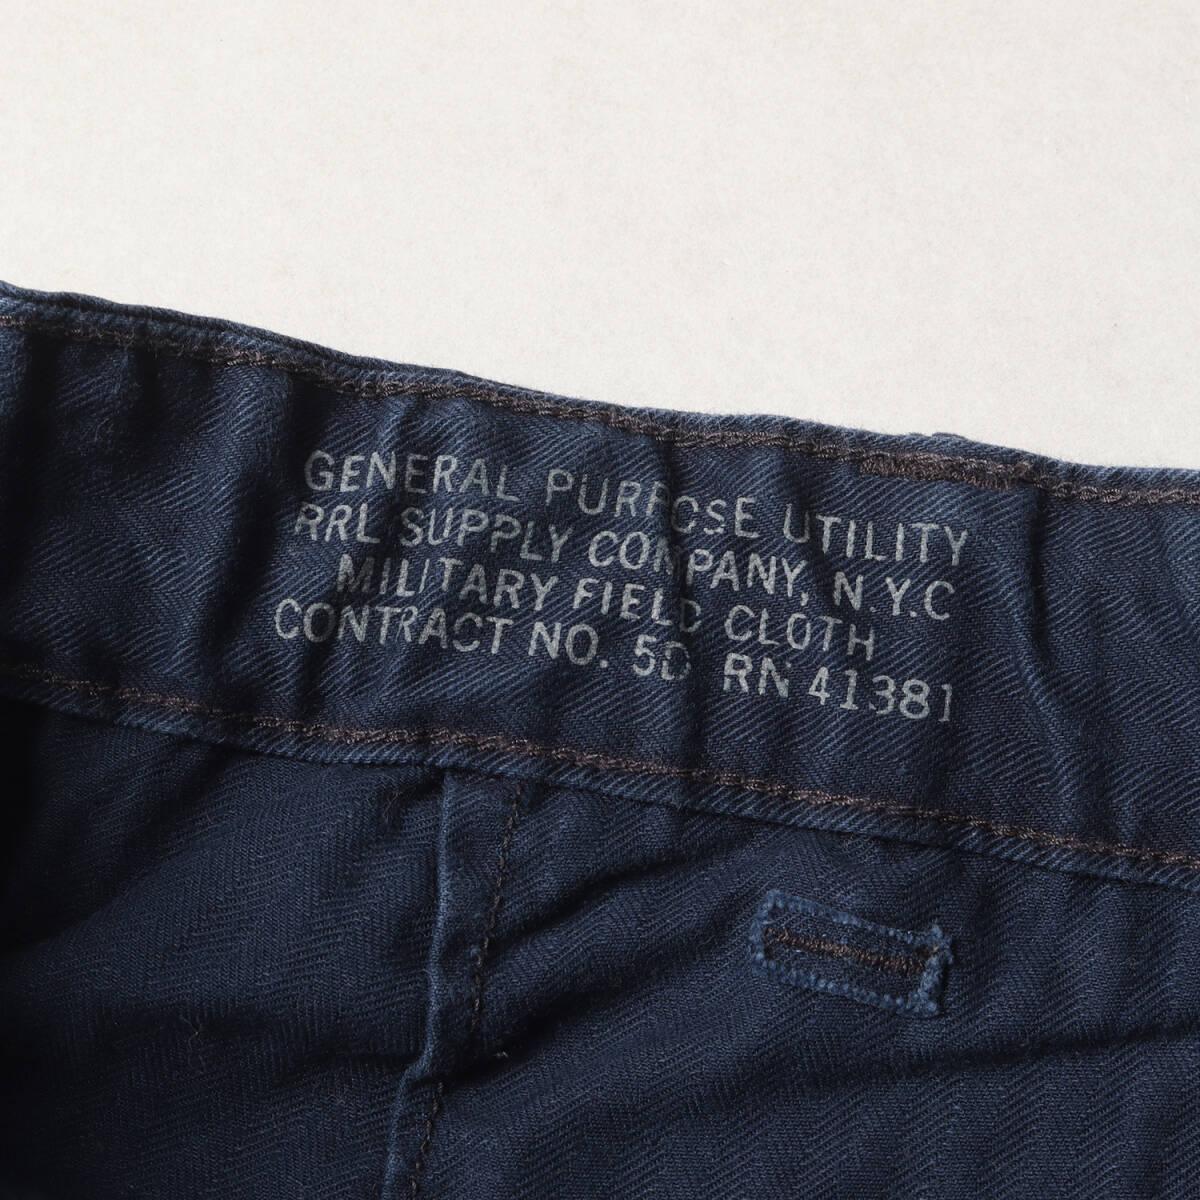 GENERAL PURPOSE UTILITY
RRL SUPPLY COMPANY, N.Y.C
MILITARY FIELD CLOTH
CONTRACT NO. 5D RN 41381